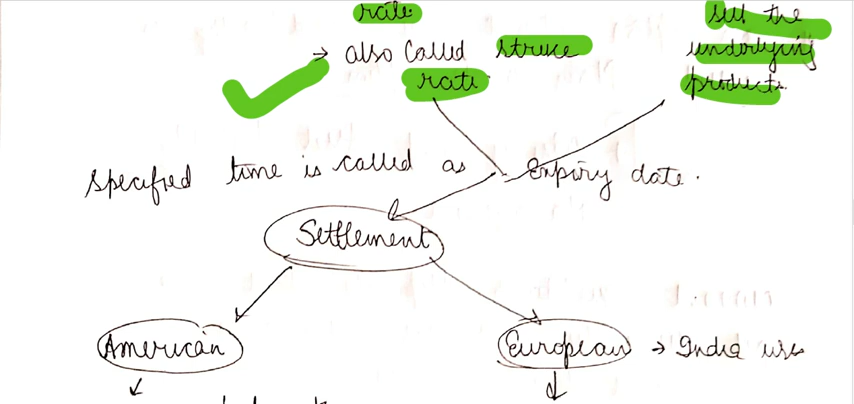 rate
sell the
→ also called struke
underlying
rate
products.
Specified time is called as Expiry date.
Settlement
American
European → India uses